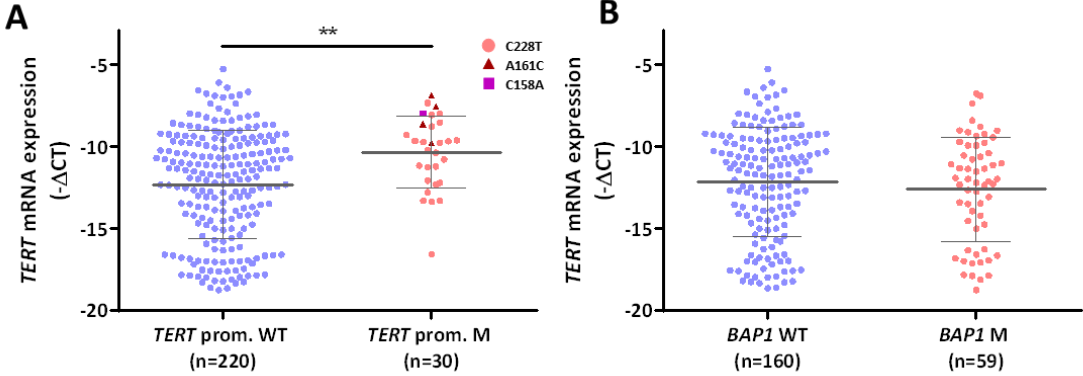 A
TERT mRNA expression
(-ΔCT)
-5
-10
-15
-20
**
C228T
A161C
C158A
TERT prom. WT
(n=220)
TERT prom. M
(n=30)
B
TERT mRNA expression
(-ΔCT)
-5
-10
-15
-20
BAP1 WT
(n=160)
BAP1 M
(n=59)